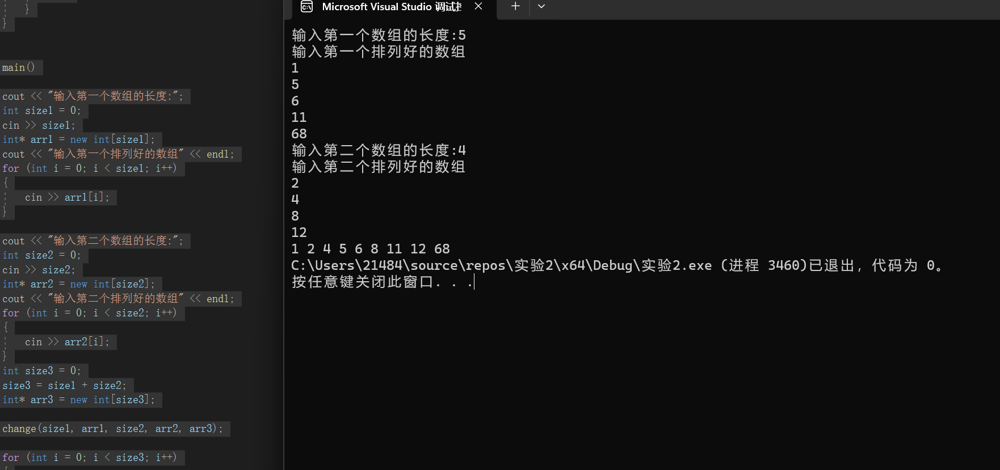 }
}
main()
cout << "输入第一个数组的长度:";
int size1 = 0;
cin >> size1;
int* arr1 = new int[size1];
cout << "输入第一个排列好的数组" << endl;
for (int i = 0; i < size1; i++)
{
cin >> arr1[i];
}
cout << "输入第二个数组的长度:";
int size2 = 0;
cin >> size2;
int* arr2 = new int[size2];
cout << "输入第二个排列好的数组" << endl;
for (int i = 0; i < size2; i++)
{
cin >> arr2[i];
}
int size3 = 0;
size3 = size1 + size2;
int* arr3 = new int[size3];
change(size1, arr1, size2, arr2, arr3);
for (int i = 0; i < size3; i++)
{
Microsoft Visual Studio 调试
输入第一个数组的长度:5
输入第一个排列好的数组
1
5
6
11
68
输入第二个数组的长度:4
输入第二个排列好的数组
2
4
8
12
1 2 4 5 6 8 11 12 68
C:\Users\21484\source\repos\实验2\x64\Debug\实验2.exe (进程 3460)已退出，代码为 0。
按任意键关闭此窗口. . .